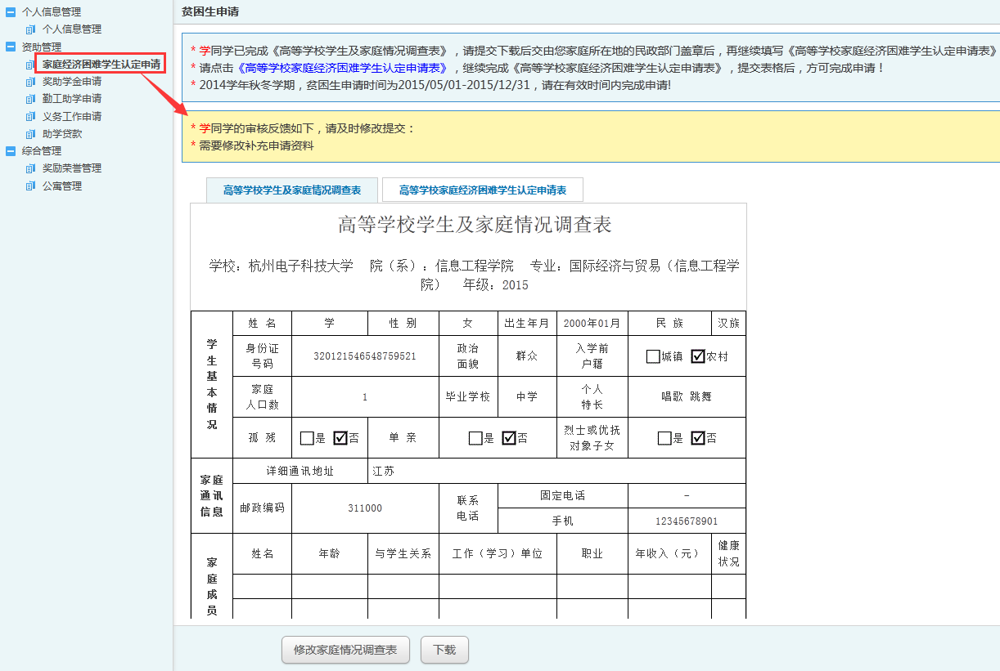 个人信息管理
个人信息管理
资助管理
家庭经济困难学生认定申请
奖助学金申请
勤工助学申请
义务工作申请
助学贷款
综合管理
奖励荣誉管理
公寓管理
贫困生申请
* 学同学已完成《高等学校学生及家庭情况调查表》，请提交下载后交由您家庭所在地的民政部门盖章后，再继续填写《高等学校家庭经济困难学生认定申请表》
* 请点击《高等学校家庭经济困难学生认定申请表》，继续完成《高等学校家庭经济困难学生认定申请表》，提交表格后，方可完成申请！
* 2014学年秋冬学期，贫困生申请时间为2015/05/01-2015/12/31，请在有效时间内完成申请!
* 学同学的审核反馈如下，请及时修改提交：
* 需要修改补充申请资料
高等学校学生及家庭情况调查表 高等学校家庭经济困难学生认定申请表
高等学校学生及家庭情况调查表
学校：杭州电子科技大学 院（系）：信息工程学院 专业：国际经济与贸易（信息工程学
院） 年级：2015
学生基本情况
姓 名 学 性 别 女 出生年月 2000年01月 民 族 汉族
身份证号码 320121546548759521 政治面貌 群众 入学前户籍 城镇 农村
家庭人口数 1 毕业学校 中学 个人特长 唱歌 跳舞
孤 残 是 否 单 亲 是 否 烈士或优抚对象子女 是 否
家庭通讯信息
详细通讯地址 江苏
邮政编码 311000 联系电话 固定电话 -
手机 12345678901
家庭成员
姓名 年龄 与学生关系 工作（学习）单位 职业 年收入（元） 健康状况
修改家庭情况调查表 下载